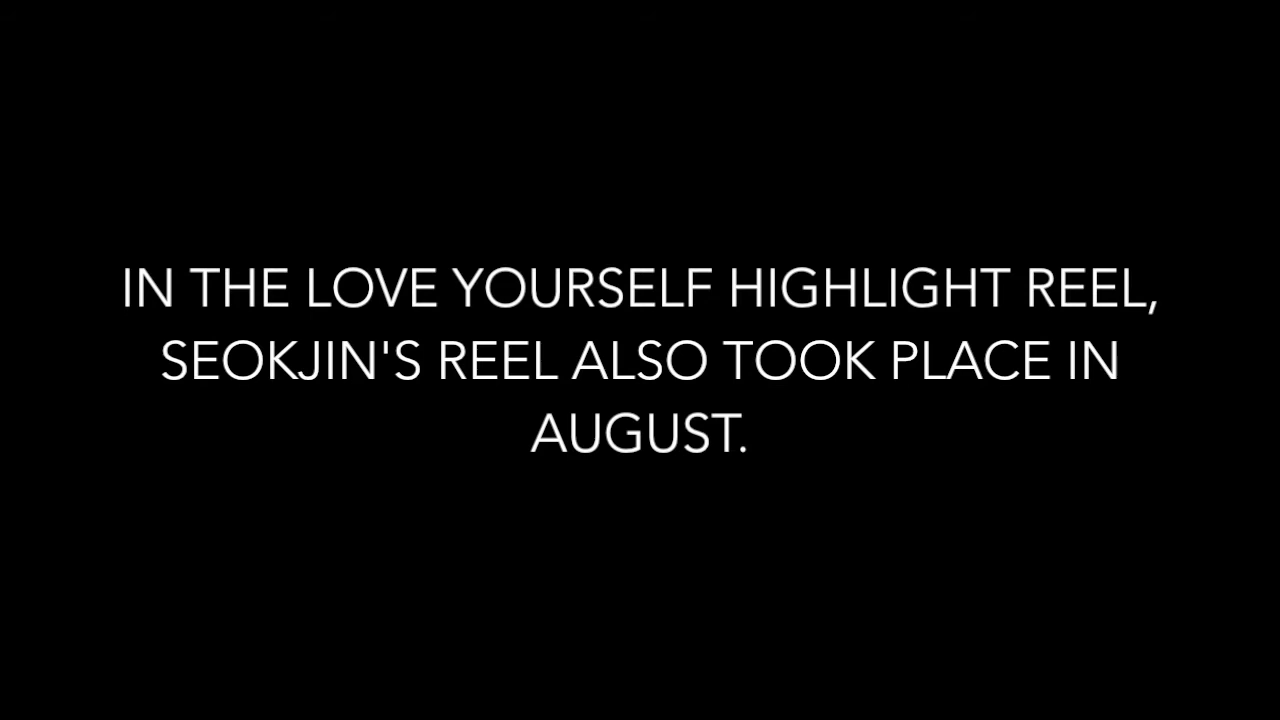 IN THE LOVE YOURSELF HIGHLIGHT REEL,
SEOKJIN'S REEL ALSO TOOK PLACE IN
AUGUST.